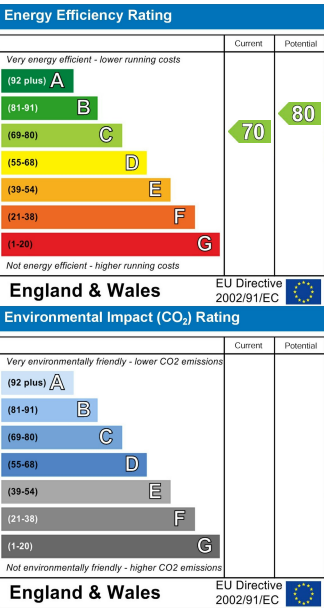 Energy Efficiency Rating
Current Potential
Very energy efficient - lower running costs
(92 plus) A
(81-91) B
(69-80) C
(55-68) D
(39-54) E
(21-38) F
(1-20) G
70
80
Not energy efficient - higher running costs
England & Wales
EU Directive
2002/91/EC
Environmental Impact (CO₂) Rating
Current Potential
Very environmentally friendly - lower CO2 emissions
(92 plus) A
(81-91) B
(69-80) C
(55-68) D
(39-54) E
(21-38) F
(1-20) G
Not environmentally friendly - higher CO2 emissions
England & Wales
EU Directive
2002/91/EC